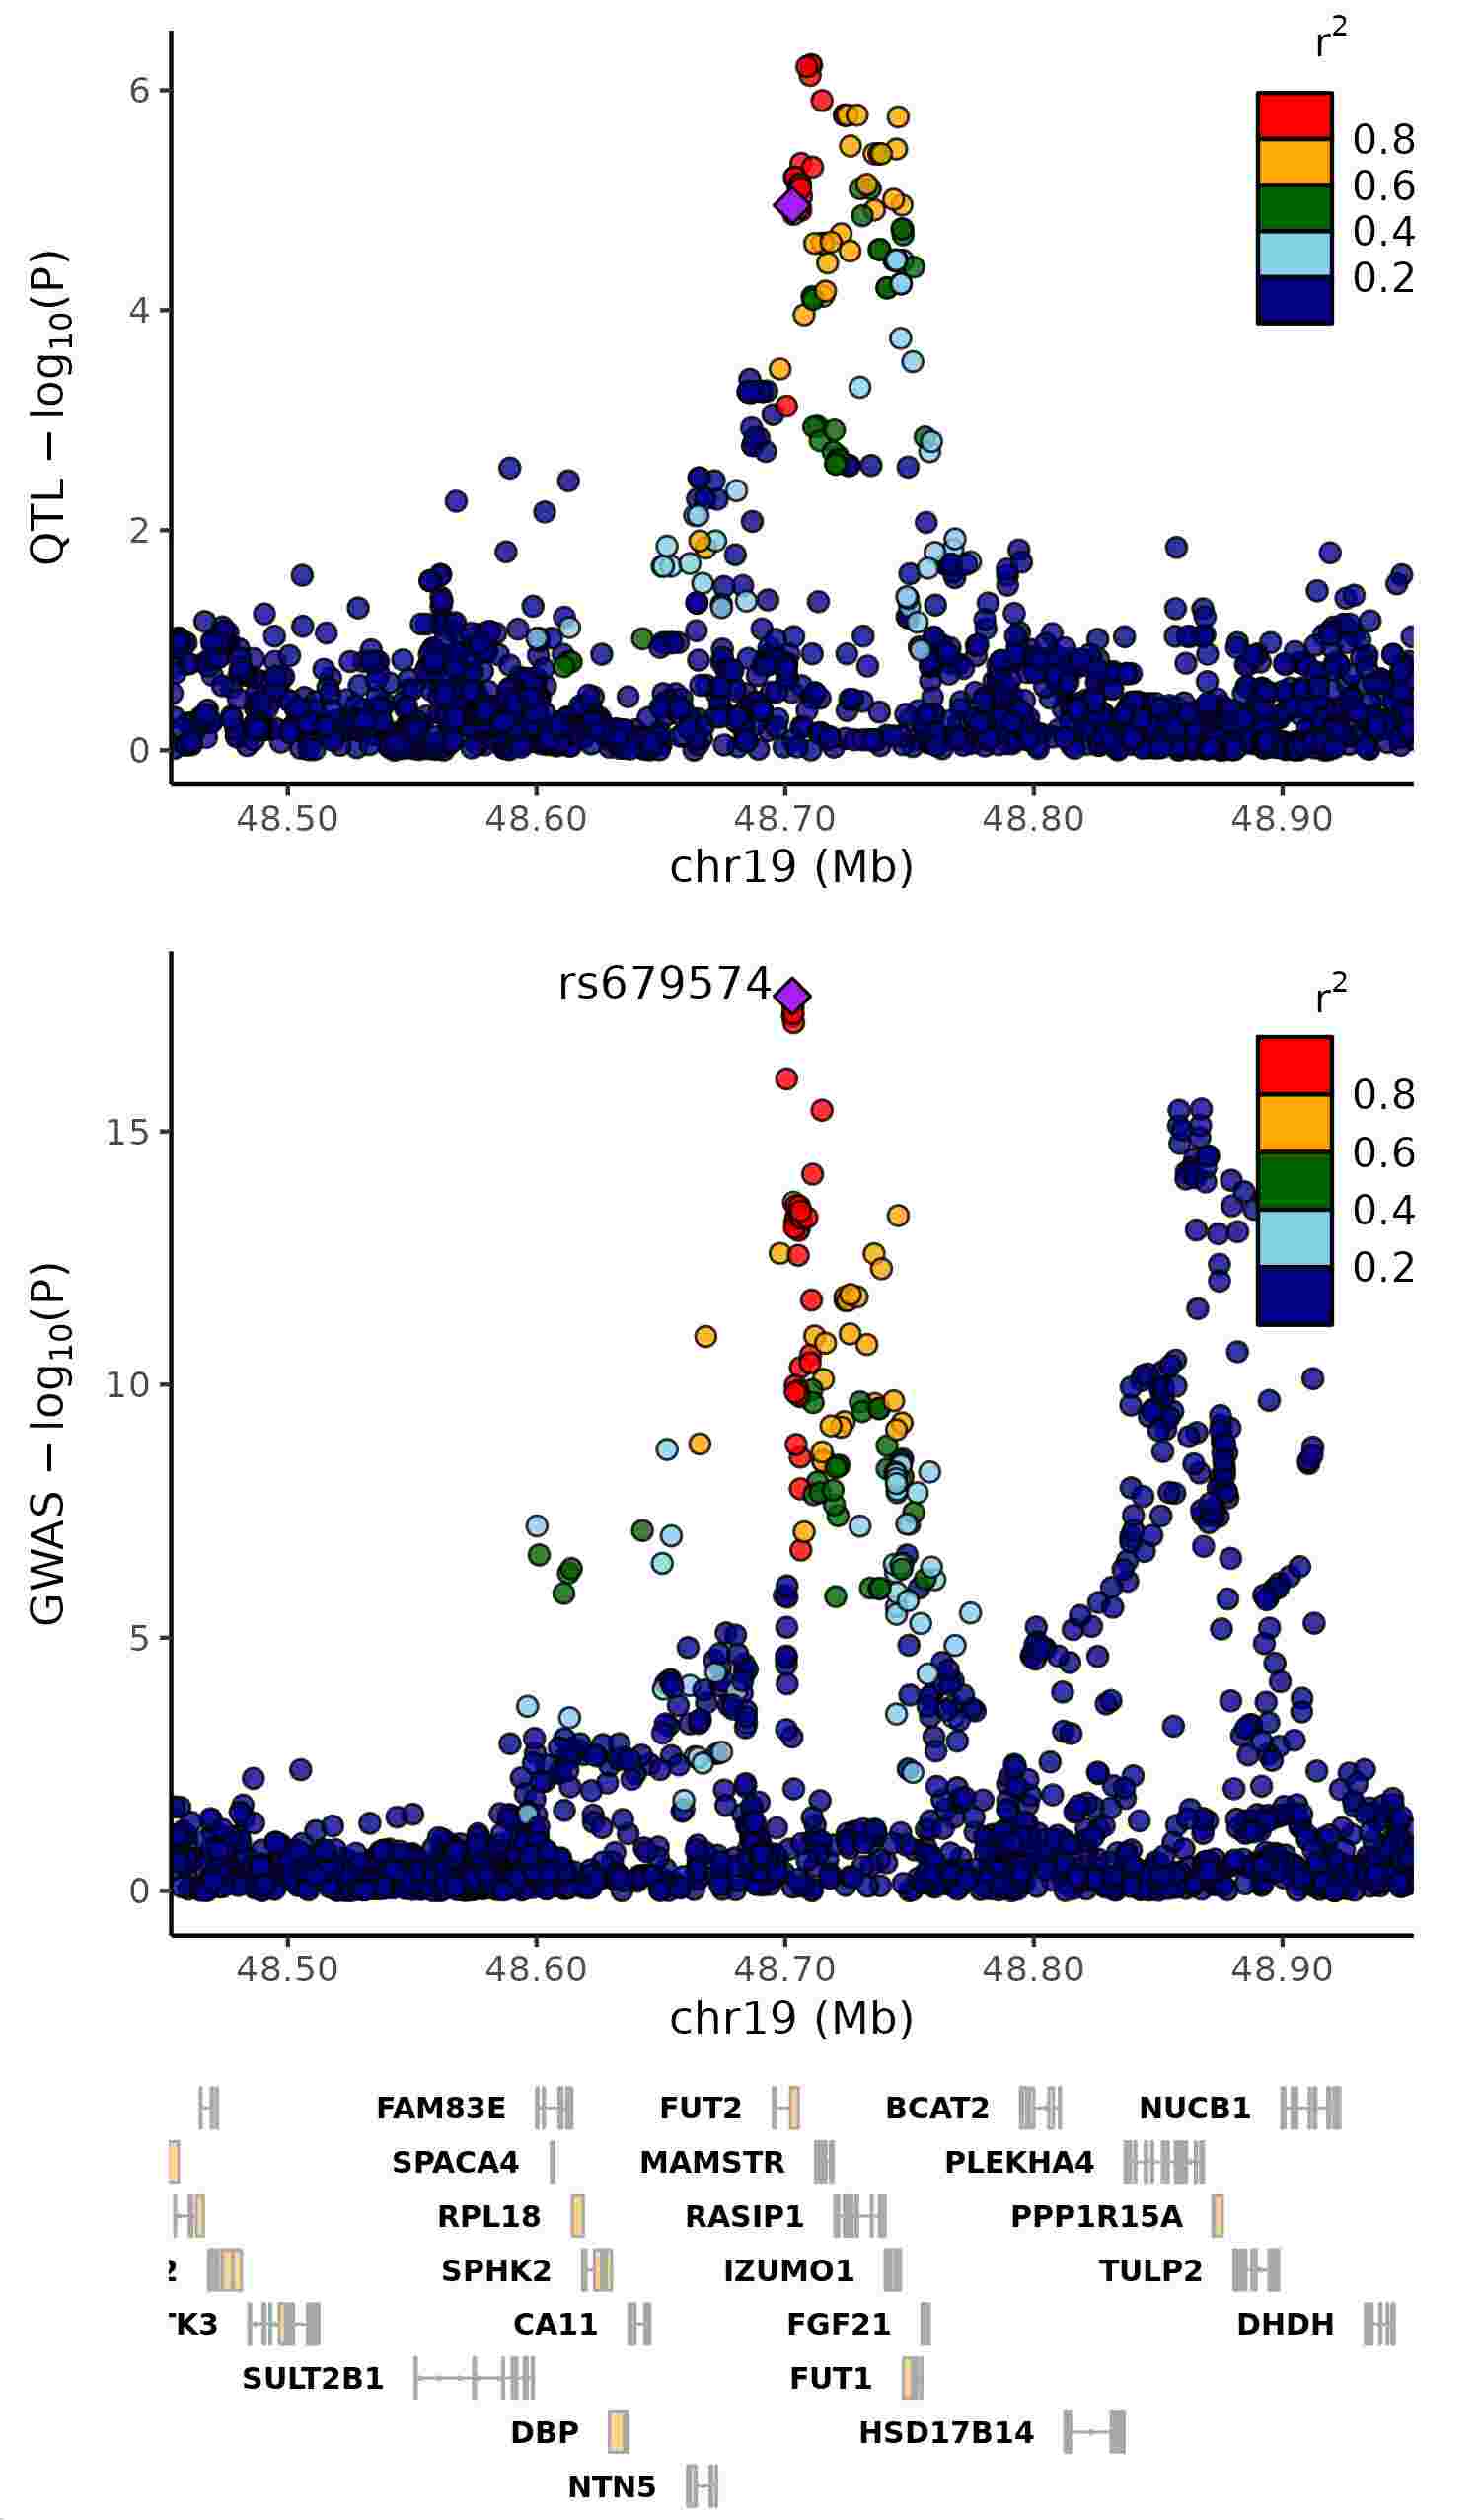 r2
6
4
2
0
0.8
0.6
0.4
0.2
QTL − log10(P)
48.50 48.60 48.70 48.80 48.90
chr19 (Mb)
rs679574
r2
15
10
5
0
0.8
0.6
0.4
0.2
GWAS − log10(P)
48.50 48.60 48.70 48.80 48.90
chr19 (Mb)
FAM83E FUT2 BCAT2 NUCB1
SPACA4 MAMSTR PLEKHA4
RPL18 RASIP1 PPP1R15A
2 SPHK2 IZUMO1 TULP2
TK3 CA11 FGF21 DHDH
SULT2B1 FUT1
DBP HSD17B14
NTN5